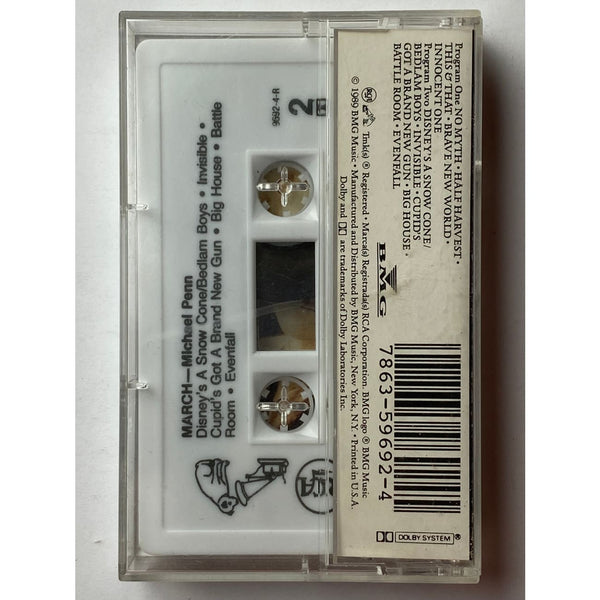 MARCH—Michael Penn
Disney's A Snow Cone/Bedlam Boys • Invisible •
Cupid's Got A Brand New Gun • Big House • Battle
Room • Evenfall
9692-4-R
2
Program One NO MYTH • HALF HARVEST •
THIS & THAT • BRAVE NEW WORLD •
INNOCENT ONE
Program Two DISNEY'S A SNOW CONE/
BEDLAM BOYS • INVISIBLE • CUPID'S
GOT A BRAND NEW GUN • BIG HOUSE •
BATTLE ROOM • EVENFALL
RCA Tmk(s) ® Registered • Marca(s) Registrada(s) RCA Corporation. BMG logo ® BMG Music
© 1989 BMG Music • Manufactured and Distributed by BMG Music, New York, N.Y. • Printed in U.S.A.
Dolby and are trademarks of Dolby Laboratories Inc.
BMG
7863-59692-4
DOLBY SYSTEM ®